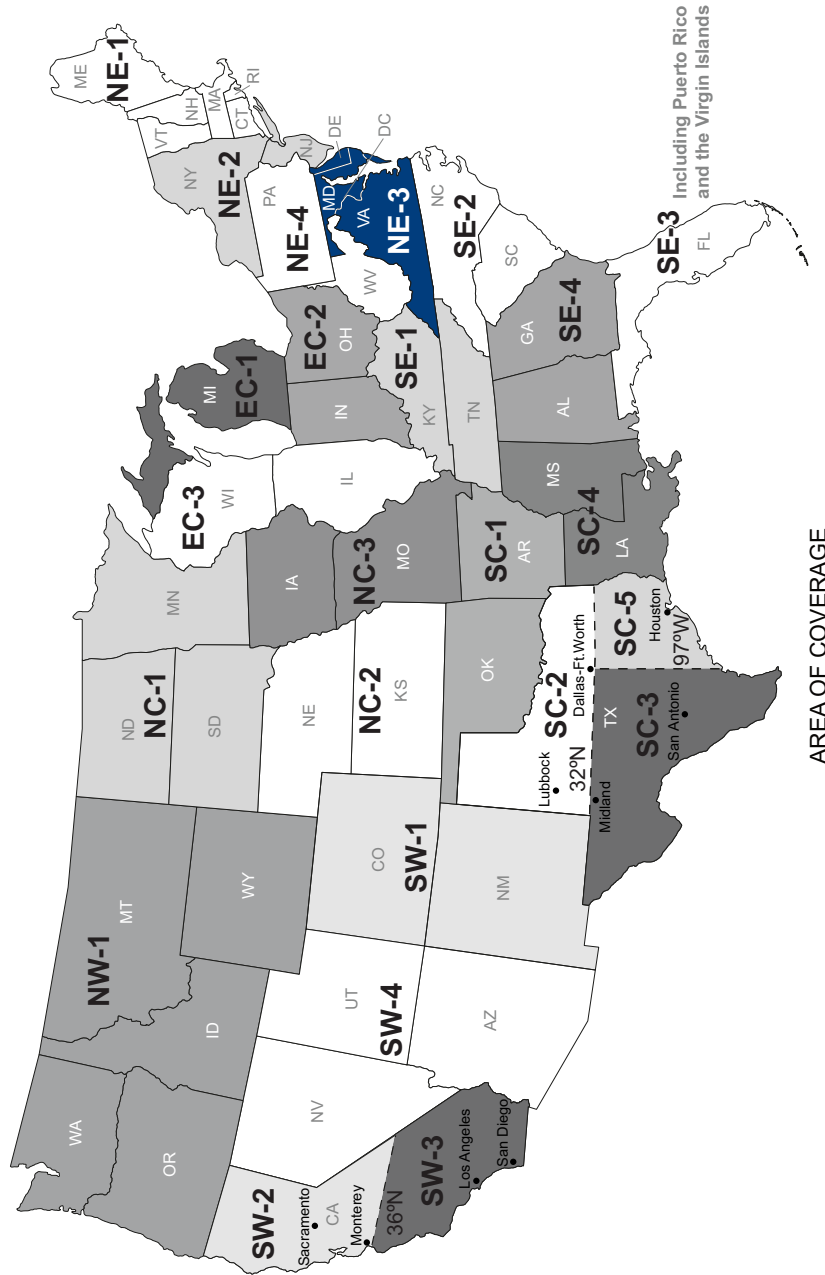 WA
OR
NW-1
MT
ID
WY
SW-2
Sacramento
CA
Monterey
36ºN
SW-3
Los Angeles
San Diego
NV
UT
SW-4
AZ
CO
SW-1
NM
ND
NC-1
SD
NE
NC-2
KS
OK
Lubbock
32ºN
SC-2
Dallas-Ft.Worth
Midland
TX
SC-3
San Antonio
SC-5
Houston
97ºW
MN
IA
NC-3
MO
SC-1
AR
SC-4
LA
MS
EC-3
WI
IL
MI
EC-1
IN
EC-2
OH
SE-1
KY
TN
AL
GA
SE-4
WV
PA
NE-4
NY
NE-2
NJ
MD
DE
DC
VA
NE-3
NC
SE-2
SC
SE-3
FL
Including Puerto Rico
and the Virgin Islands
VT
NH
MA
CT
RI
ME
NE-1
AREA OF COVERAGE